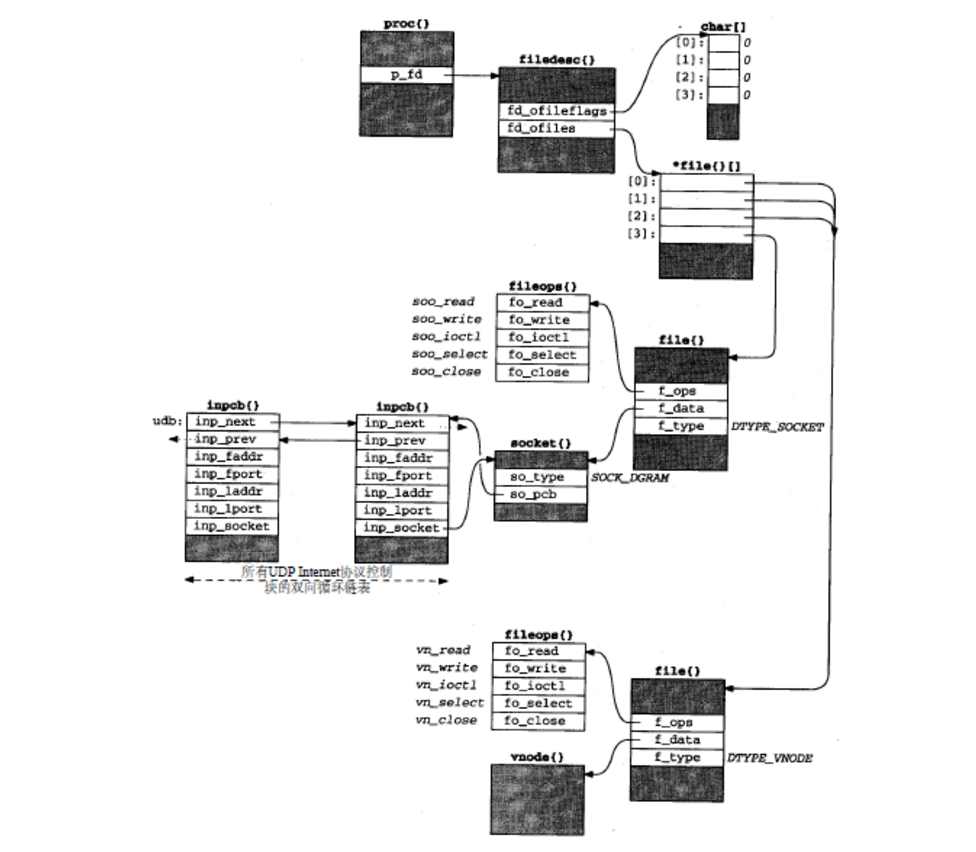 proc{}
p_fd
filedesc{}
fd_ofileflags
fd_ofiles
char[]
[0]: 0
[1]: 0
[2]: 0
[3]: 0
*file{}[]
[0]:
[1]:
[2]:
[3]:
fileops{}
soo_read fo_read
soo_write fo_write
soo_ioctl fo_ioctl
soo_select fo_select
soo_close fo_close
file{}
f_ops
f_data
f_type DTYPE_SOCKET
inpcb{}
udb: inp_next
inp_prev
inp_faddr
inp_fport
inp_laddr
inp_lport
inp_socket
inpcb{}
inp_next
inp_prev
inp_faddr
inp_fport
inp_laddr
inp_lport
inp_socket
socket{}
so_type SOCK_DGRAM
so_pcb
所有UDP Internet协议控制
块的双向循环链表
fileops{}
vn_read fo_read
vn_write fo_write
vn_ioctl fo_ioctl
vn_select fo_select
vn_close fo_close
file{}
f_ops
f_data
f_type DTYPE_VNODE
vnode{}